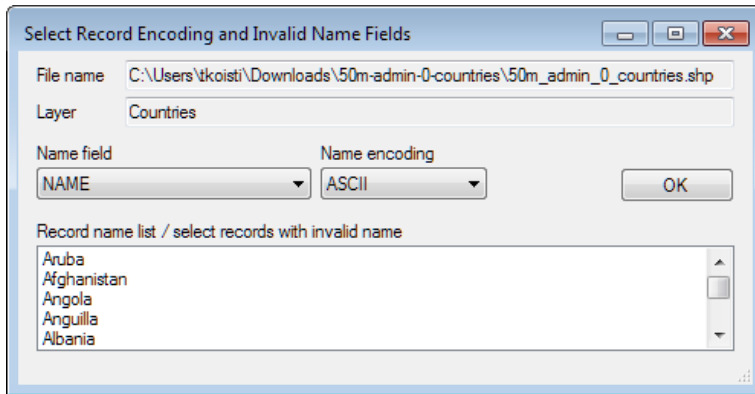 Select Record Encoding and Invalid Name Fields
File name C:\Users\tkoisti\Downloads\50m-admin-0-countries\50m_admin_0_countries.shp
Layer Countries
Name field Name encoding
NAME ASCII OK
Record name list / select records with invalid name
Aruba
Afghanistan
Angola
Anguilla
Albania